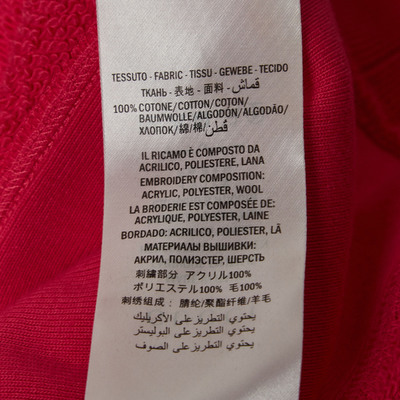 TESSUTO - FABRIC - TISSU - GEWEBE - TECIDO
ТКАНЬ - 表地 - 面料 - قماش
100% COTONE/COTTON/COTON/
BAUMWOLLE/ALGODÓN/ALGODÃO/
ХЛОПОК/綿/棉/قطن
IL RICAMO È COMPOSTO DA
ACRILICO, POLIESTERE, LANA
EMBROIDERY COMPOSITION:
ACRYLIC, POLYESTER, WOOL
LA BRODERIE EST COMPOSÉE DE:
ACRYLIQUE, POLYESTER, LAINE
BORDADO: ACRILICO, POLIESTER, LÃ
МАТЕРИАЛЫ ВЫШИВКИ:
АКРИЛ, ПОЛИЭСТЕР, ШЕРСТЬ
刺繍部分 アクリル100%
ポリエステル100% 毛100%
刺绣组成: 腈纶/聚酯纤维/羊毛
يحتوي التطريز على الأكريليك
يحتوي التطريز على البوليستر
يحتوي التطريز على الصوف